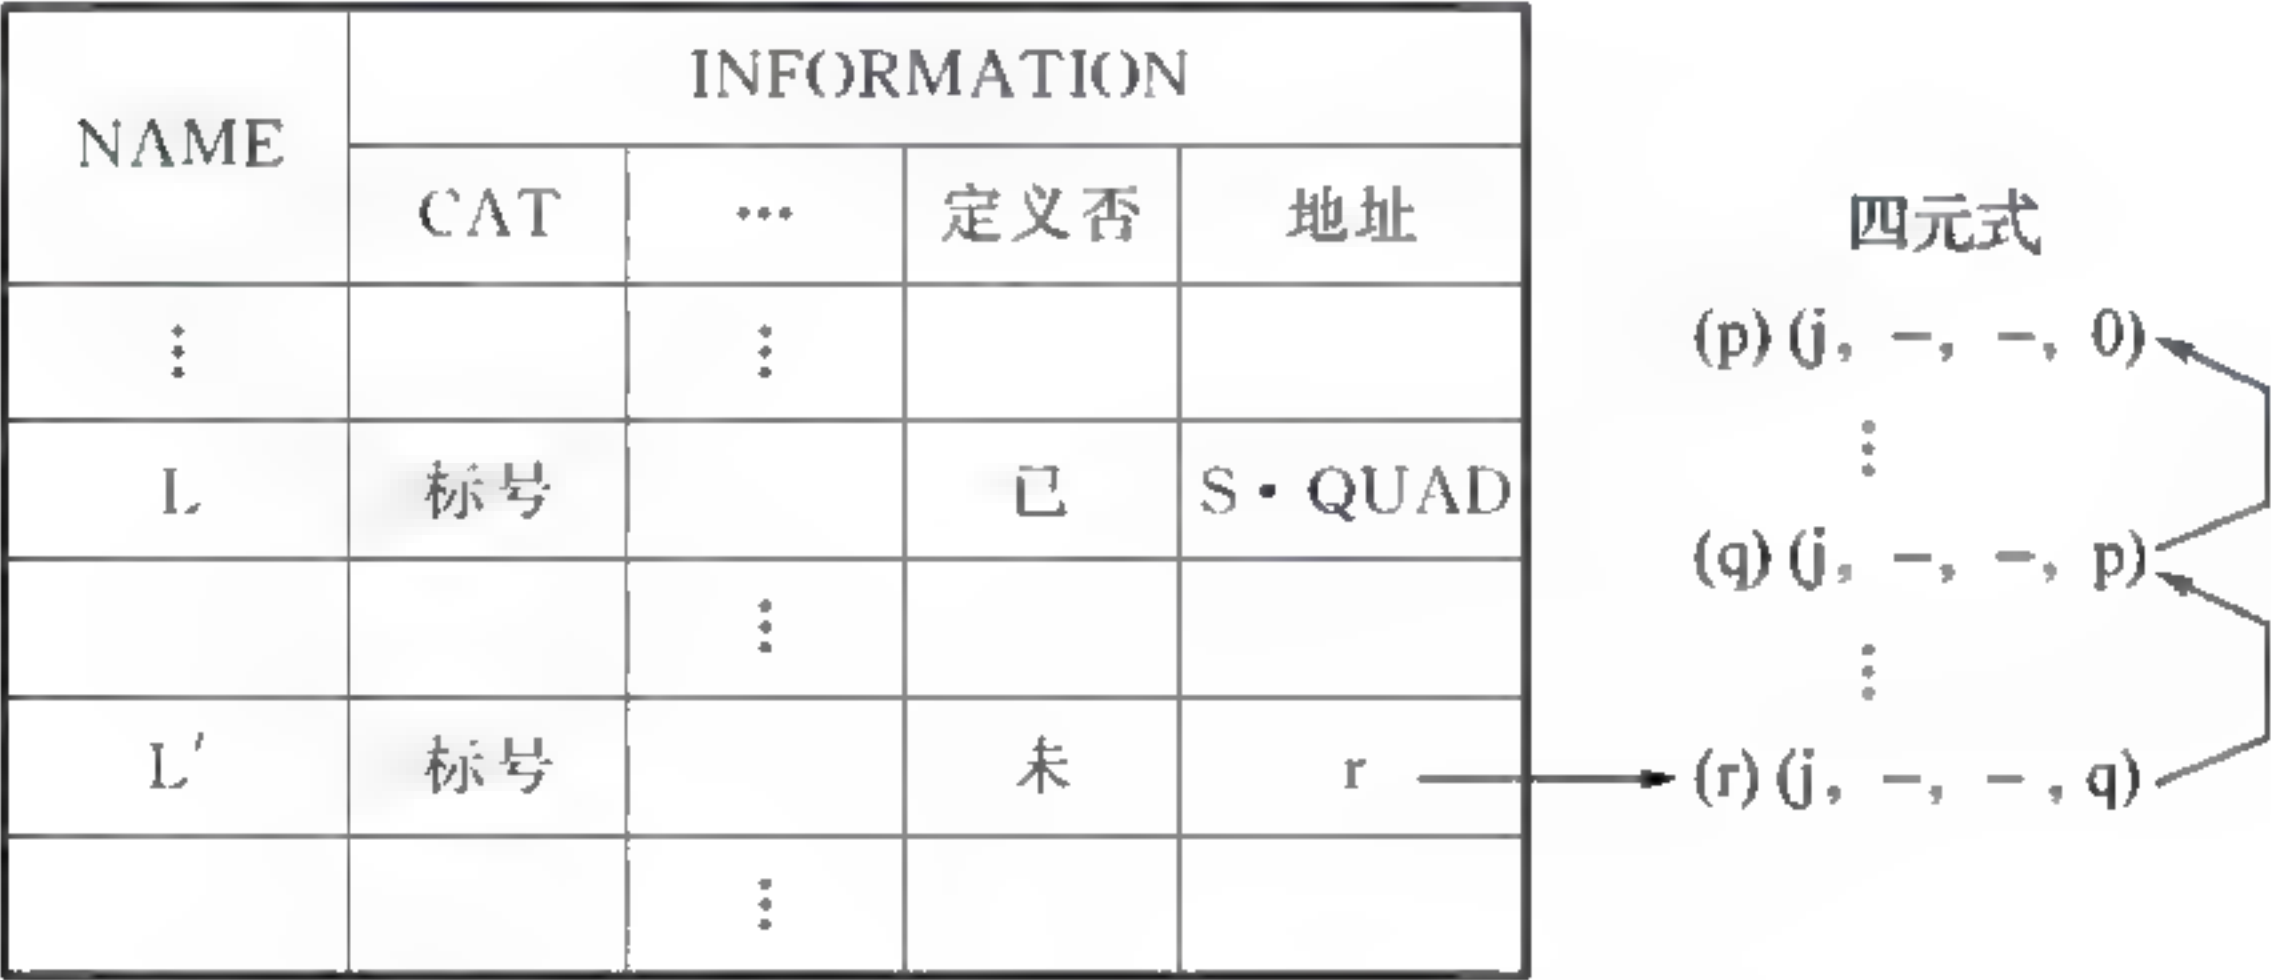 NAME INFORMATION
CAT … 定义否 地址
⋮ ⋮
L 标号 已 S·QUAD
⋮
L′ 标号 未 r
⋮
四元式
(p) (j, −, −, 0)
⋮
(q) (j, −, −, p)
⋮
(r) (j, −, −, q)